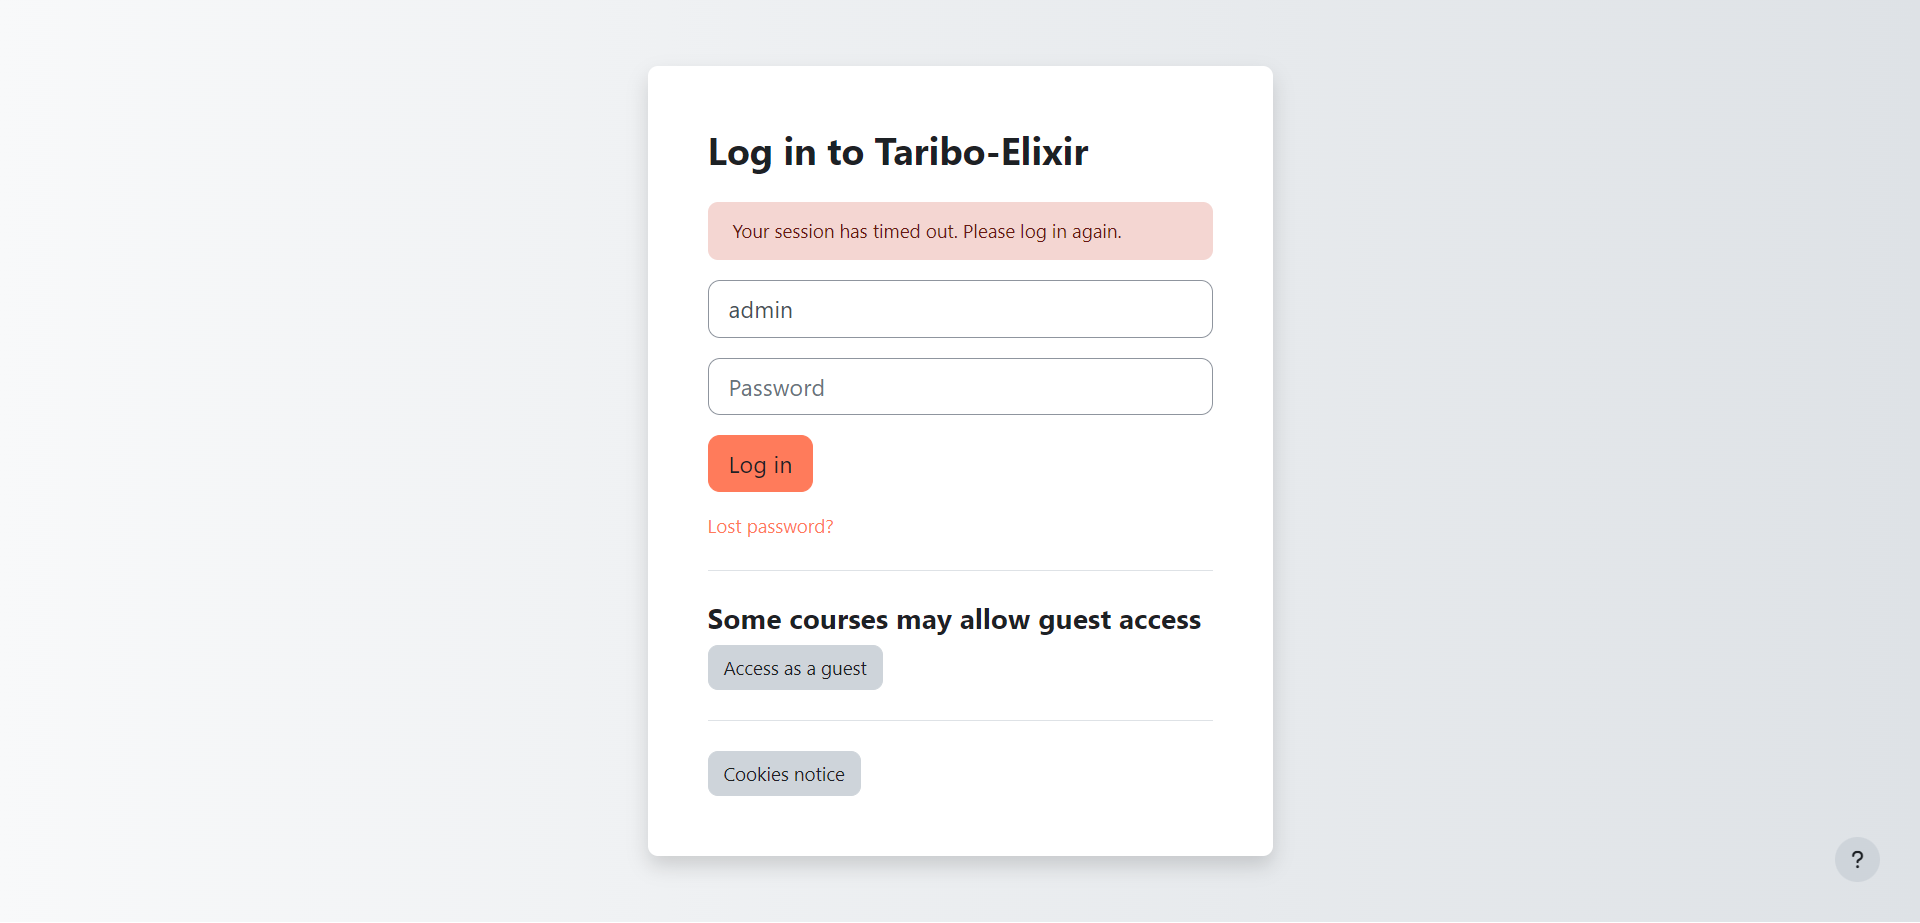 Log in to Taribo-Elixir
Your session has timed out. Please log in again.
admin
Password
Log in
Lost password?
Some courses may allow guest access
Access as a guest
Cookies notice
?